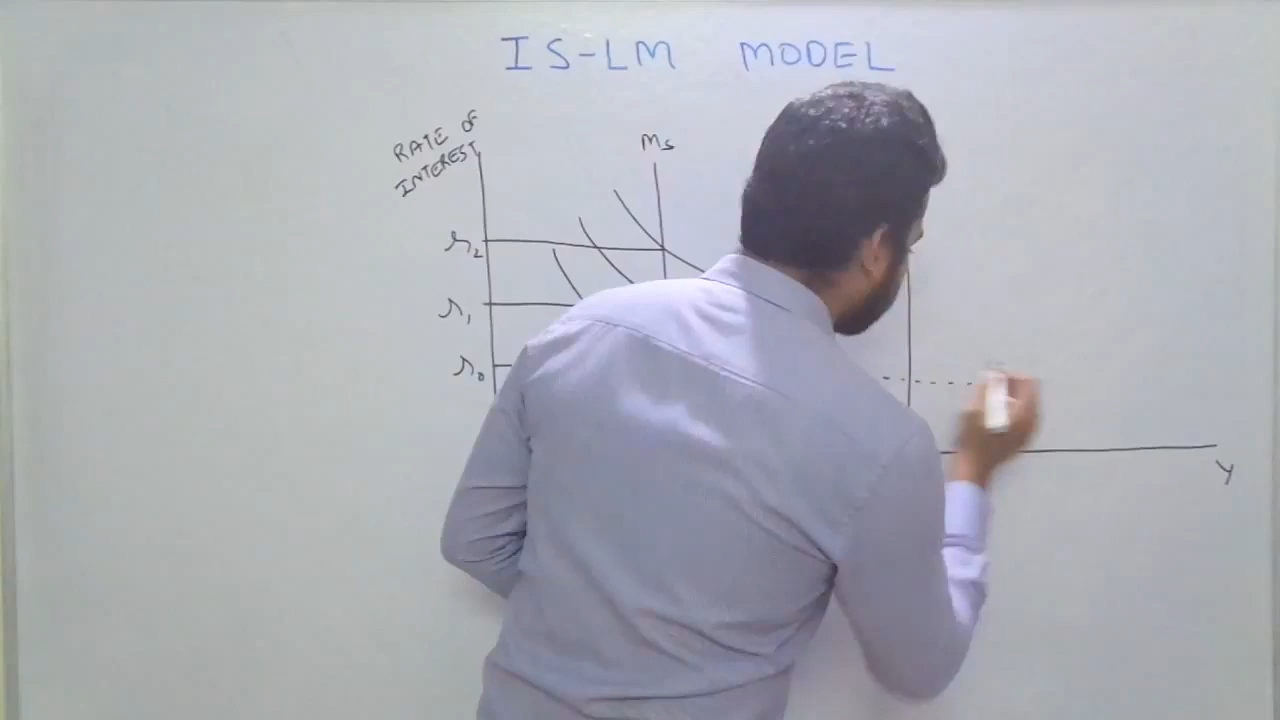 IS-LM MODEL
RATE OF
INTEREST
Ms
r2
r1
r0
Y